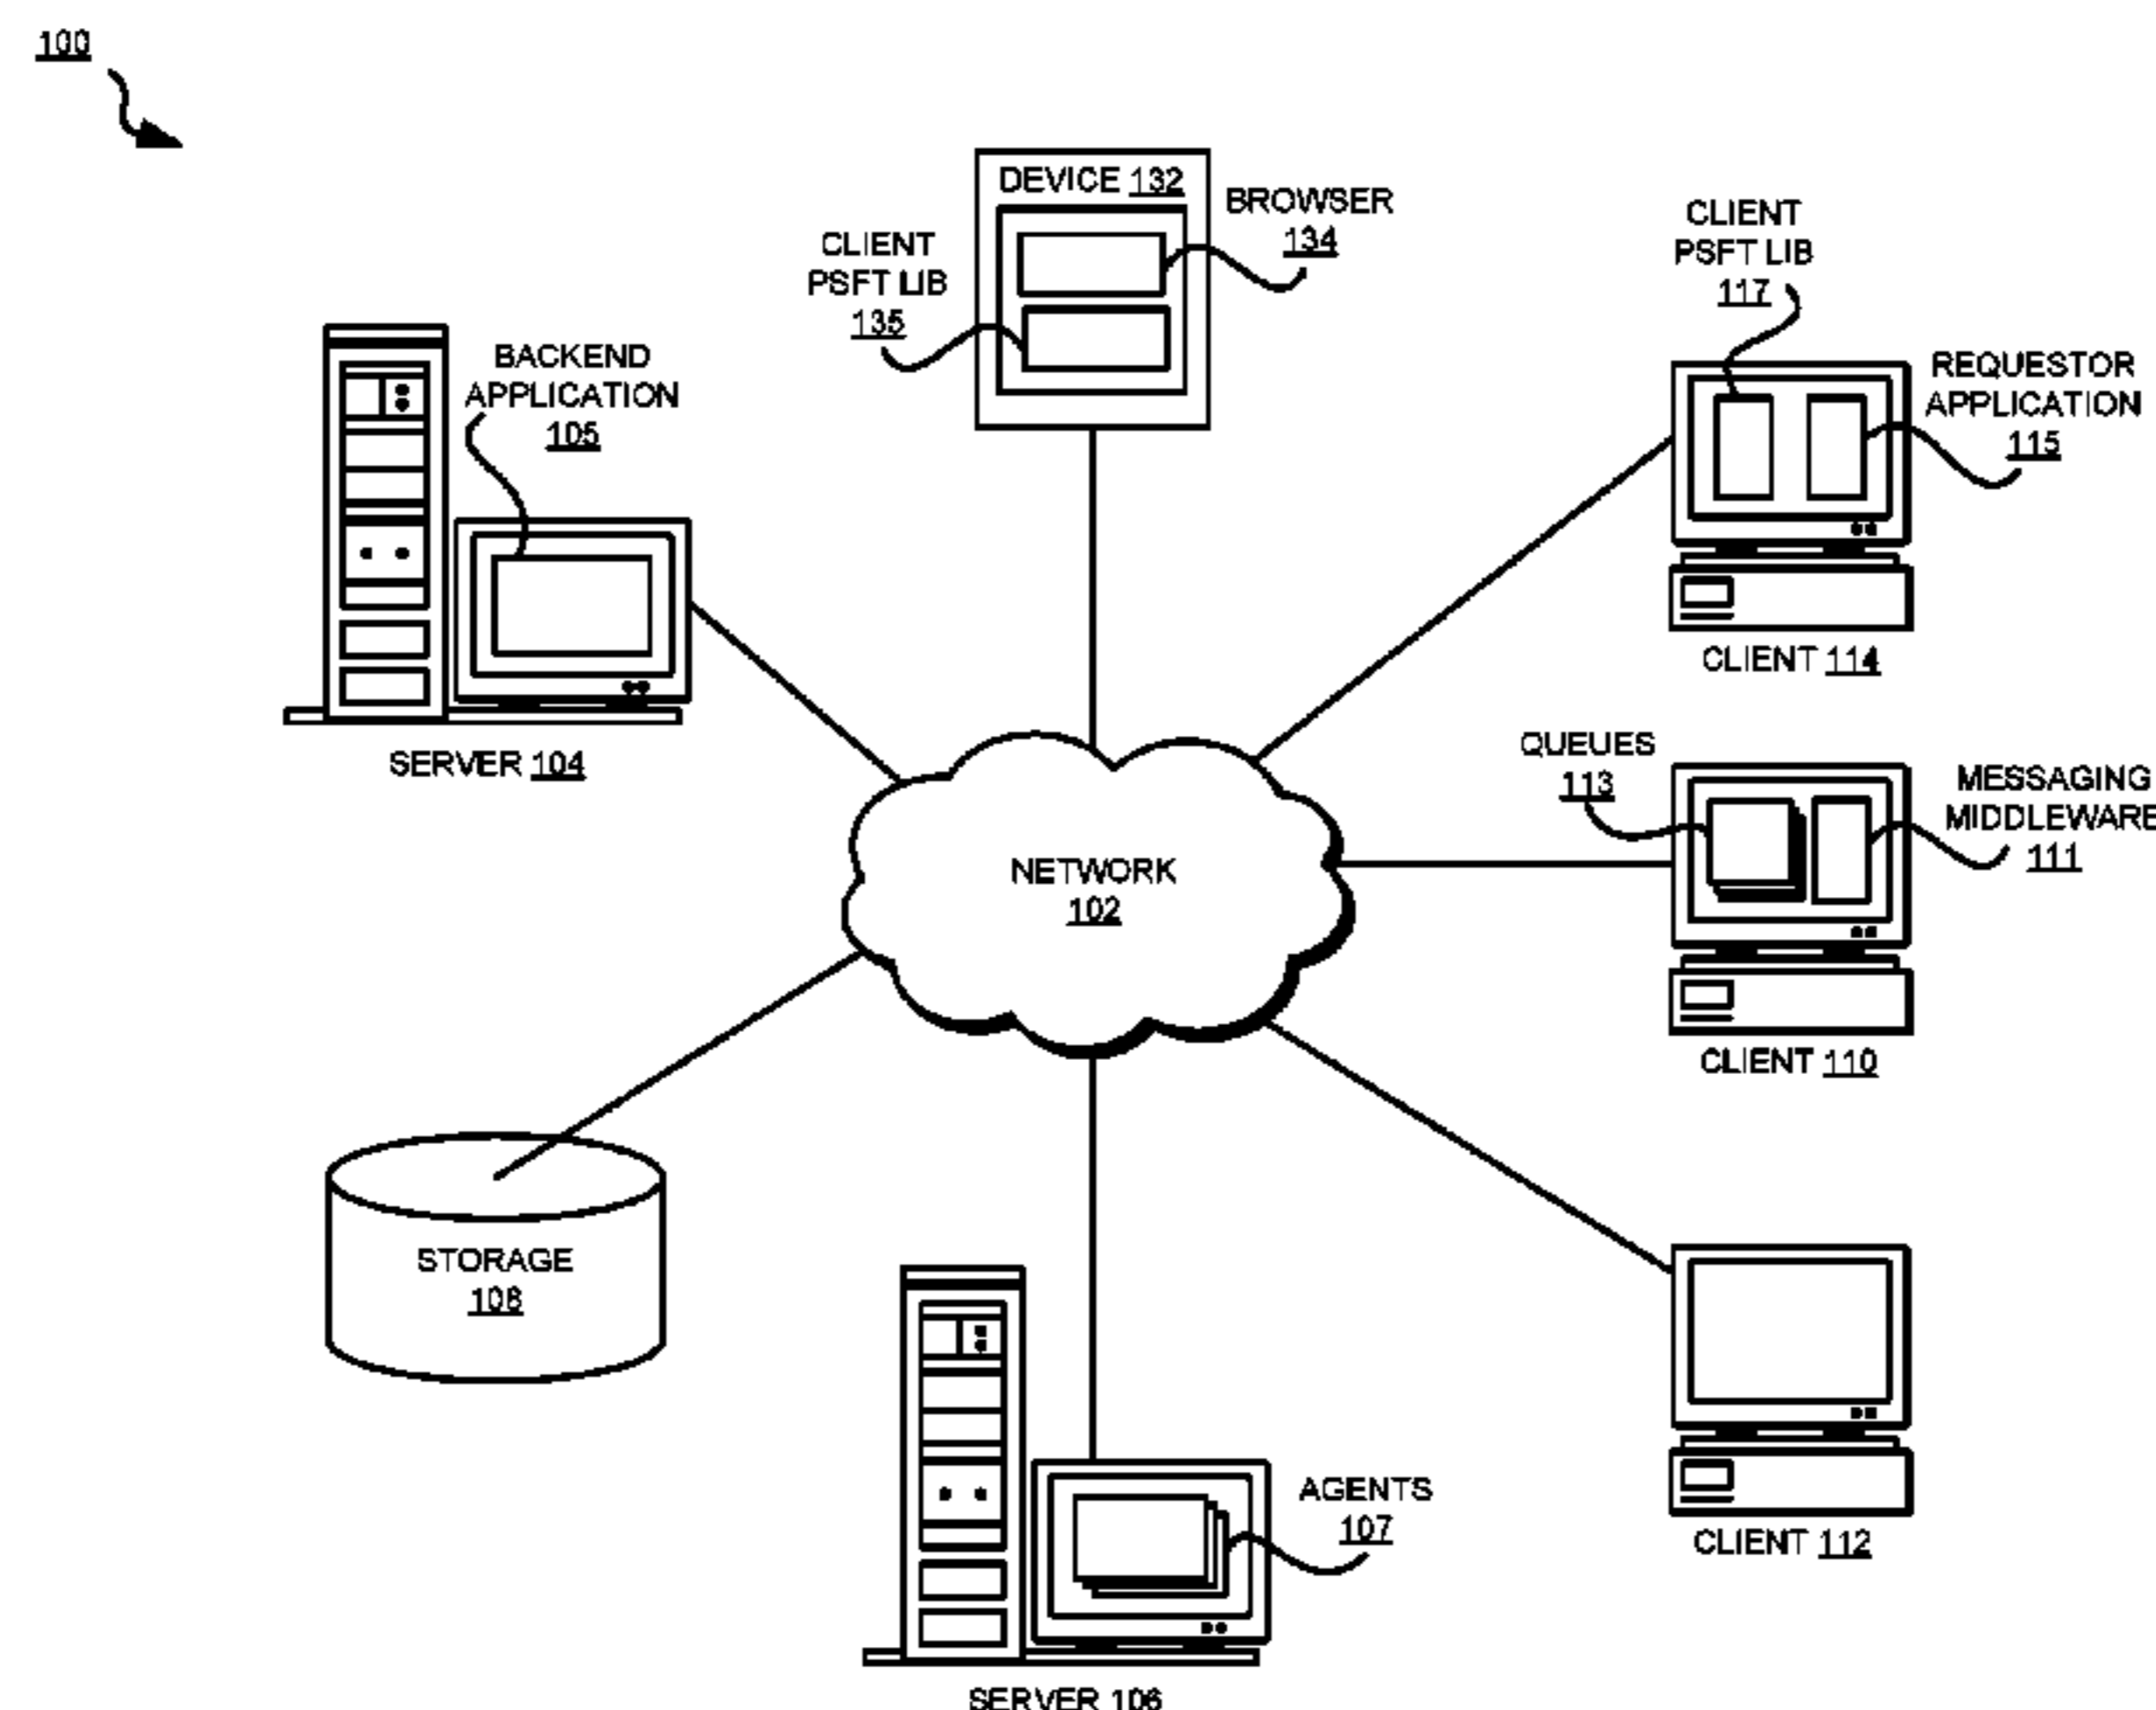 100
DEVICE 132
BROWSER
134
CLIENT
PSFT LIB
135
CLIENT
PSFT LIB
117
BACKEND
APPLICATION
105
REQUESTOR
APPLICATION
115
SERVER 104
CLIENT 114
QUEUES
113
MESSAGING
MIDDLEWARE
111
NETWORK
102
CLIENT 110
STORAGE
108
AGENTS
107
CLIENT 112
SERVER 106